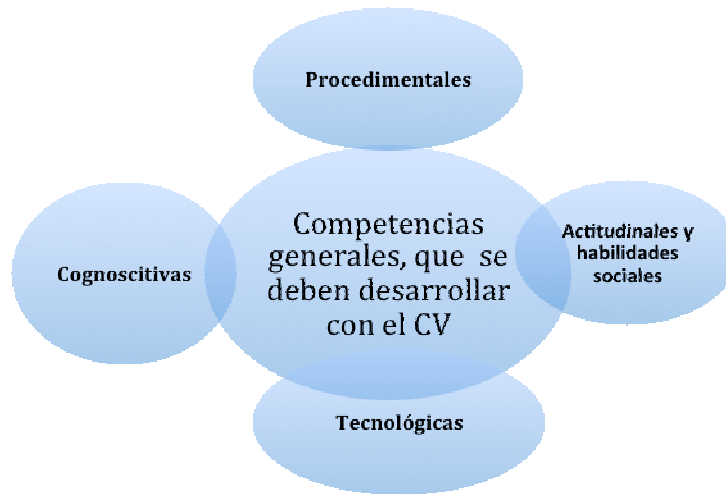 Procedimentales
Competencias
generales, que se
deben desarrollar
con el CV
Cognoscitivas
Actitudinales y
habilidades
sociales
Tecnológicas